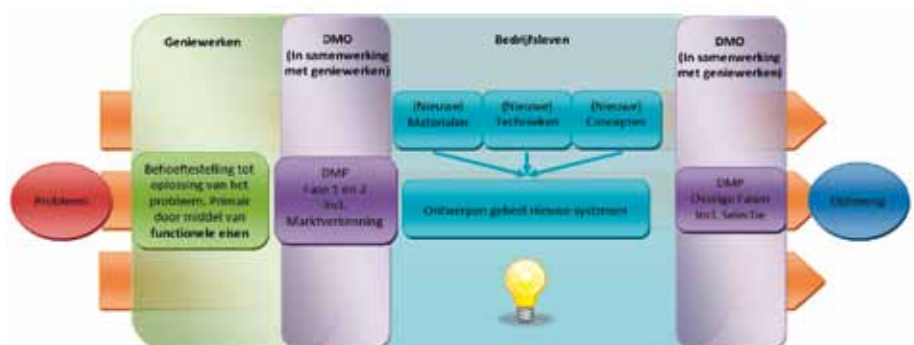 Geniewerken
DMO
(In samenwerking
met geniewerken)
Bedrijfsleven
DMO
(In samenwerking
met geniewerken)
(Nieuwe)
Materialen
(Nieuwe)
Technieken
(Nieuwe)
Concepten
Probleem
Behoeftestelling tot
oplossing van het
probleem. Primair
door middel van
functionele eisen
DMP
Fase 1 en 2
Incl.
Marktverkenning
Ontwerpen geheel nieuwe systemen
DMP
Overige Fasen
Incl. Selectie
Oplossing